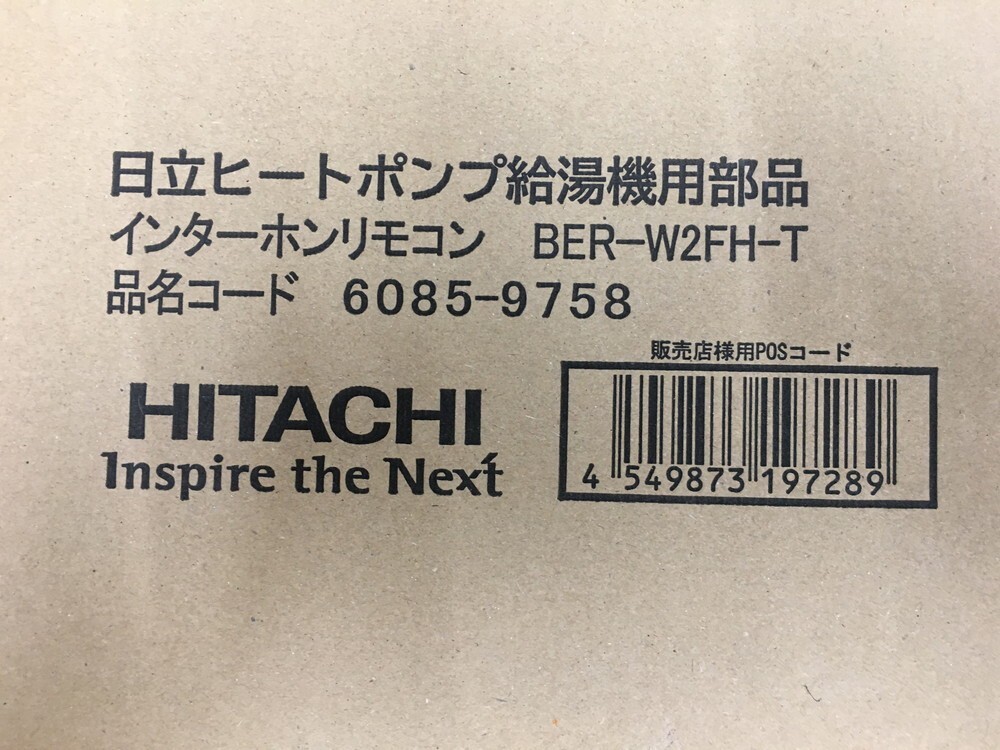 日立ヒートポンプ給湯機用部品
インターホンリモコン BER-W2FH-T
品名コード 6085-9758
販売店様用POSコード
HITACHI
Inspire the Next
4 549873 197289